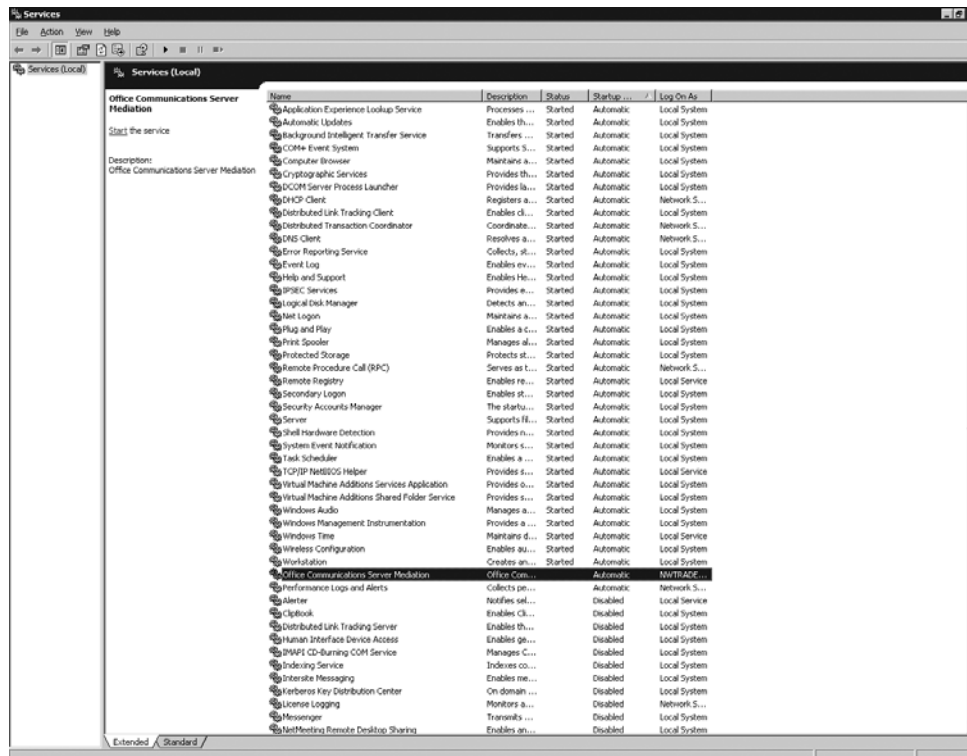 Services
File Action View Help
Services (Local)
Services (Local)
Office Communications Server
Mediation
Start the service
Description:
Office Communications Server Mediation
Name Description Status Startup ... Log On As
Application Experience Lookup Service Processes ... Started Automatic Local System
Automatic Updates Enables th... Started Automatic Local System
Background Intelligent Transfer Service Transfers ... Started Automatic Local System
COM+ Event System Supports S... Started Automatic Local System
Computer Browser Maintains a... Started Automatic Local System
Cryptographic Services Provides th... Started Automatic Local System
DCOM Server Process Launcher Provides la... Started Automatic Local System
DHCP Client Registers a... Started Automatic Network S...
Distributed Link Tracking Client Enables cli... Started Automatic Local System
Distributed Transaction Coordinator Coordinate... Started Automatic Network S...
DNS Client Resolves a... Started Automatic Network S...
Error Reporting Service Collects, st... Started Automatic Local System
Event Log Enables ev... Started Automatic Local System
Help and Support Enables He... Started Automatic Local System
IPSEC Services Provides e... Started Automatic Local System
Logical Disk Manager Detects an... Started Automatic Local System
Net Logon Maintains a... Started Automatic Local System
Plug and Play Enables a c... Started Automatic Local System
Print Spooler Manages al... Started Automatic Local System
Protected Storage Protects st... Started Automatic Local System
Remote Procedure Call (RPC) Serves as t... Started Automatic Network S...
Remote Registry Enables re... Started Automatic Local Service
Secondary Logon Enables st... Started Automatic Local System
Security Accounts Manager The startu... Started Automatic Local System
Server Supports fil... Started Automatic Local System
Shell Hardware Detection Provides n... Started Automatic Local System
System Event Notification Monitors s... Started Automatic Local System
Task Scheduler Enables a ... Started Automatic Local System
TCP/IP NetBIOS Helper Provides s... Started Automatic Local Service
Virtual Machine Additions Services Application Provides o... Started Automatic Local System
Virtual Machine Additions Shared Folder Service Provides s... Started Automatic Local System
Windows Audio Manages a... Started Automatic Local System
Windows Management Instrumentation Provides a ... Started Automatic Local System
Windows Time Maintains d... Started Automatic Local Service
Wireless Configuration Enables au... Started Automatic Local System
Workstation Creates an... Started Automatic Local System
Office Communications Server Mediation Office Com... Automatic NWTRADE...
Performance Logs and Alerts Collects pe... Automatic Network S...
Alerter Notifies sel... Disabled Local Service
ClipBook Enables Cli... Disabled Local System
Distributed Link Tracking Server Enables th... Disabled Local System
Human Interface Device Access Enables ge... Disabled Local System
IMAPI CD-Burning COM Service Manages C... Disabled Local System
Indexing Service Indexes co... Disabled Local System
Intersite Messaging Enables me... Disabled Local System
Kerberos Key Distribution Center On domain ... Disabled Local System
License Logging Monitors a... Disabled Network S...
Messenger Transmits ... Disabled Local System
NetMeeting Remote Desktop Sharing Enables an... Disabled Local System
Extended Standard